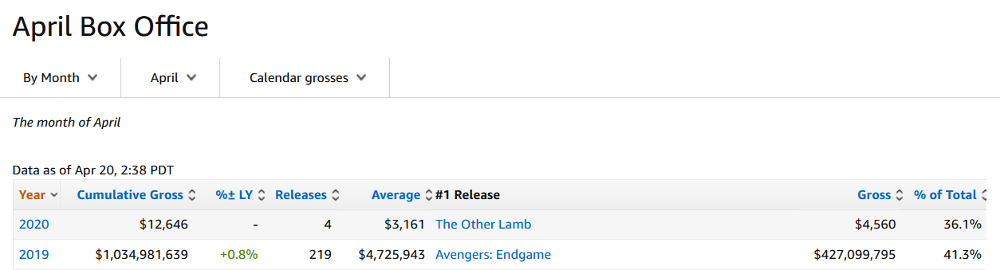 April Box Office
By Month April Calendar grosses
The month of April
Data as of Apr 20, 2:38 PDT
Year Cumulative Gross %± LY Releases Average #1 Release Gross % of Total
2020 $12,646 - 4 $3,161 The Other Lamb $4,560 36.1%
2019 $1,034,981,639 +0.8% 219 $4,725,943 Avengers: Endgame $427,099,795 41.3%